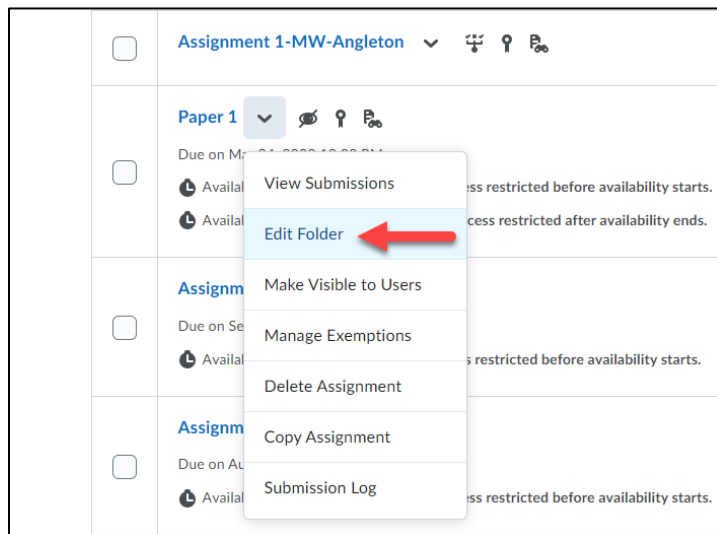 Assignment 1-MW-Angleton
Paper 1
Due on
View Submissions
Availa ess restricted before availability starts.
Edit Folder
Availa cess restricted after availability ends.
Make Visible to Users
Assignm
Due on Se
Manage Exemptions
Availa s restricted before availability starts.
Delete Assignment
Assignm
Copy Assignment
Due on Au
Submission Log
Availa ess restricted before availability starts.